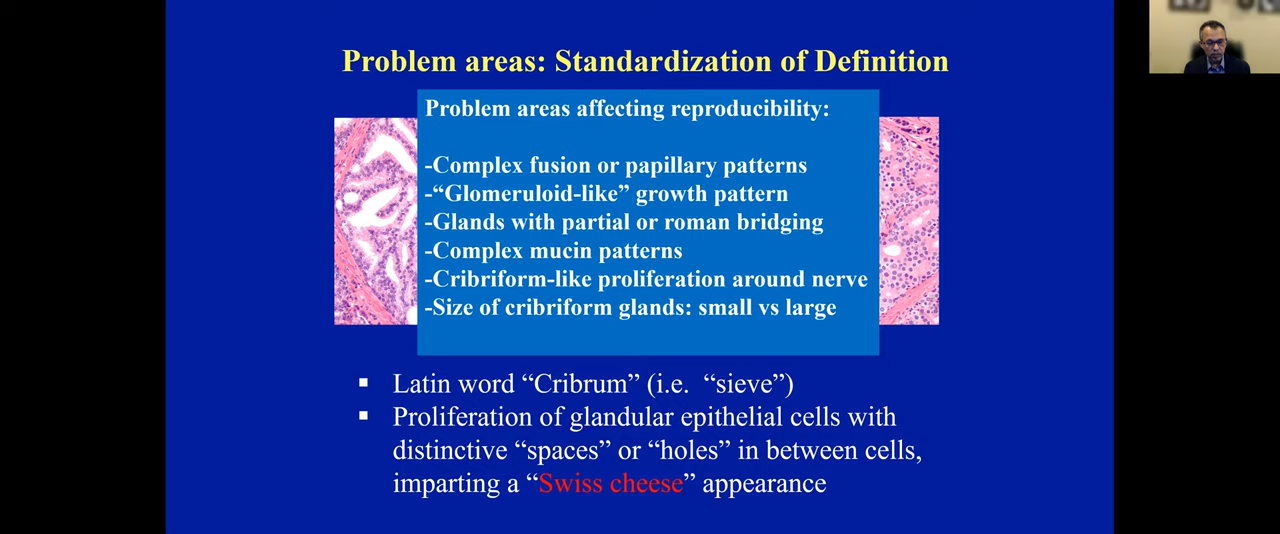 Problem areas: Standardization of Definition
Problem areas affecting reproducibility:
-Complex fusion or papillary patterns
-“Glomeruloid-like” growth pattern
-Glands with partial or roman bridging
-Complex mucin patterns
-Cribriform-like proliferation around nerve
-Size of cribriform glands: small vs large
▪ Latin word “Cribrum” (i.e. “sieve”)
▪ Proliferation of glandular epithelial cells with
distinctive “spaces” or “holes” in between cells,
imparting a “Swiss cheese” appearance